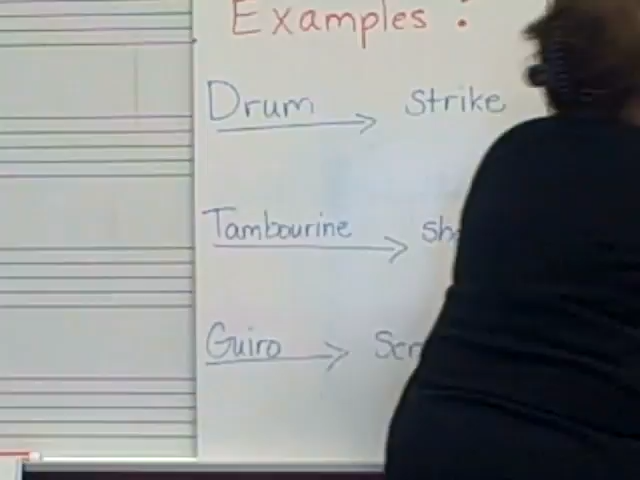 Examples :
Drum → Strike
Tambourine → sh
Guiro → Scr